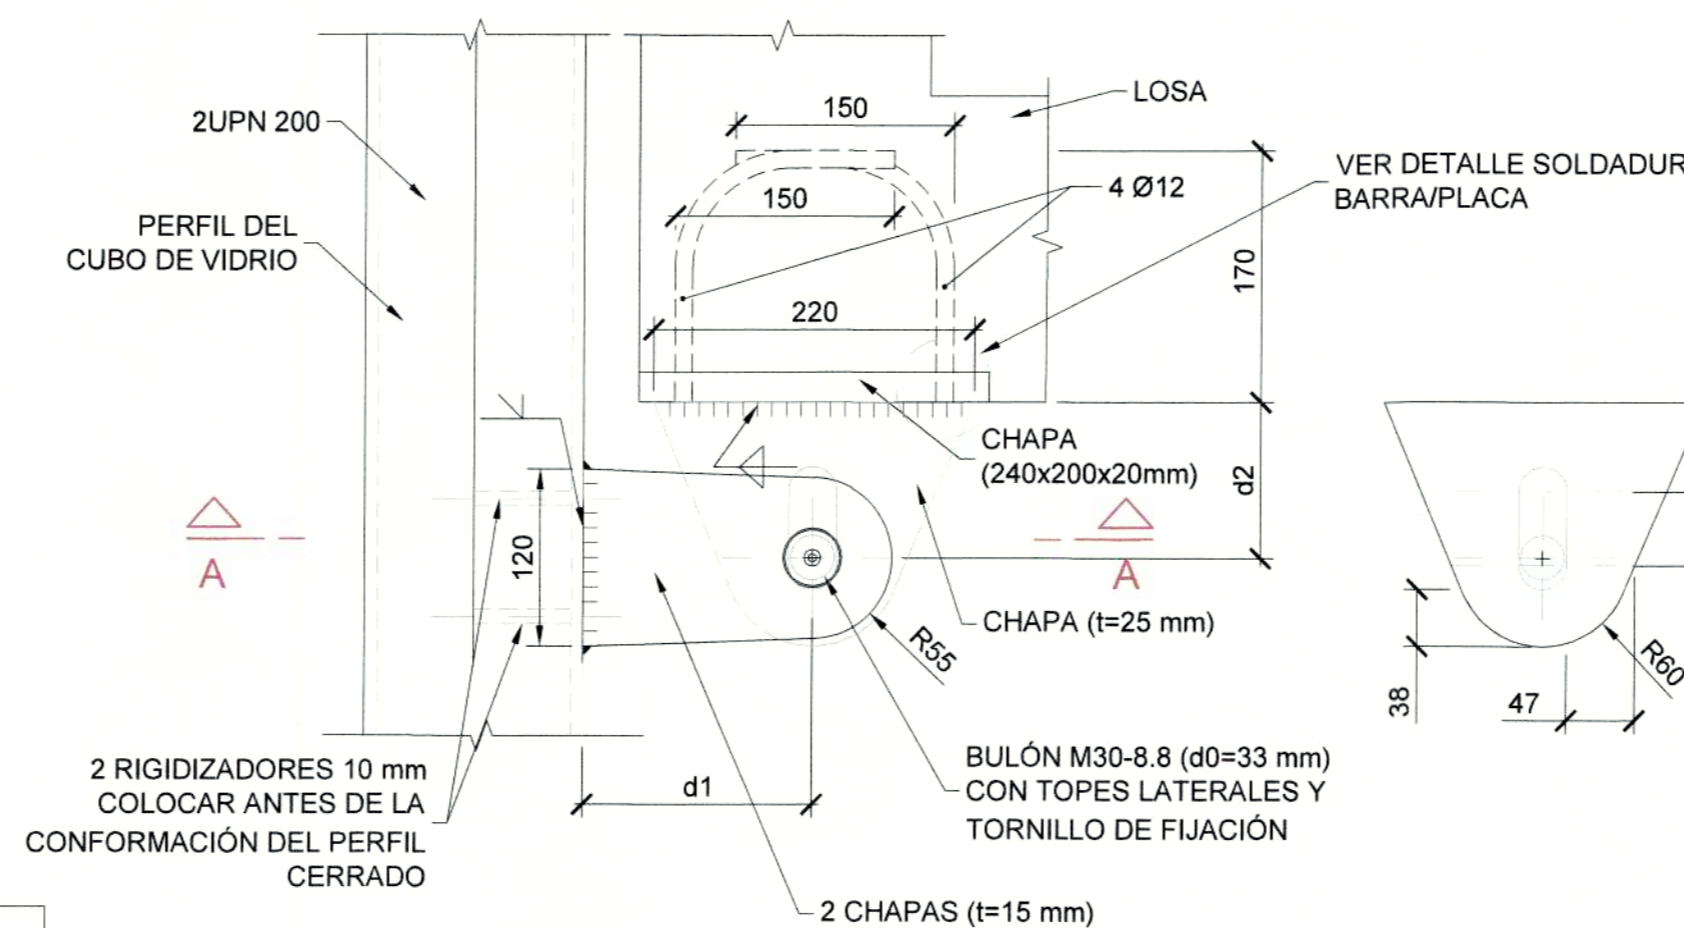 2UPN 200
PERFIL DEL
CUBO DE VIDRIO
150
LOSA
150
4 Ø12
VER DETALLE SOLDADUR
BARRA/PLACA
170
220
CHAPA
(240x200x20mm)
d2
120
A
A
CHAPA (t=25 mm)
R55
R60
38
47
2 RIGIDIZADORES 10 mm
COLOCAR ANTES DE LA
CONFORMACIÓN DEL PERFIL
CERRADO
d1
BULÓN M30-8.8 (d0=33 mm)
CON TOPES LATERALES Y
TORNILLO DE FIJACIÓN
2 CHAPAS (t=15 mm)